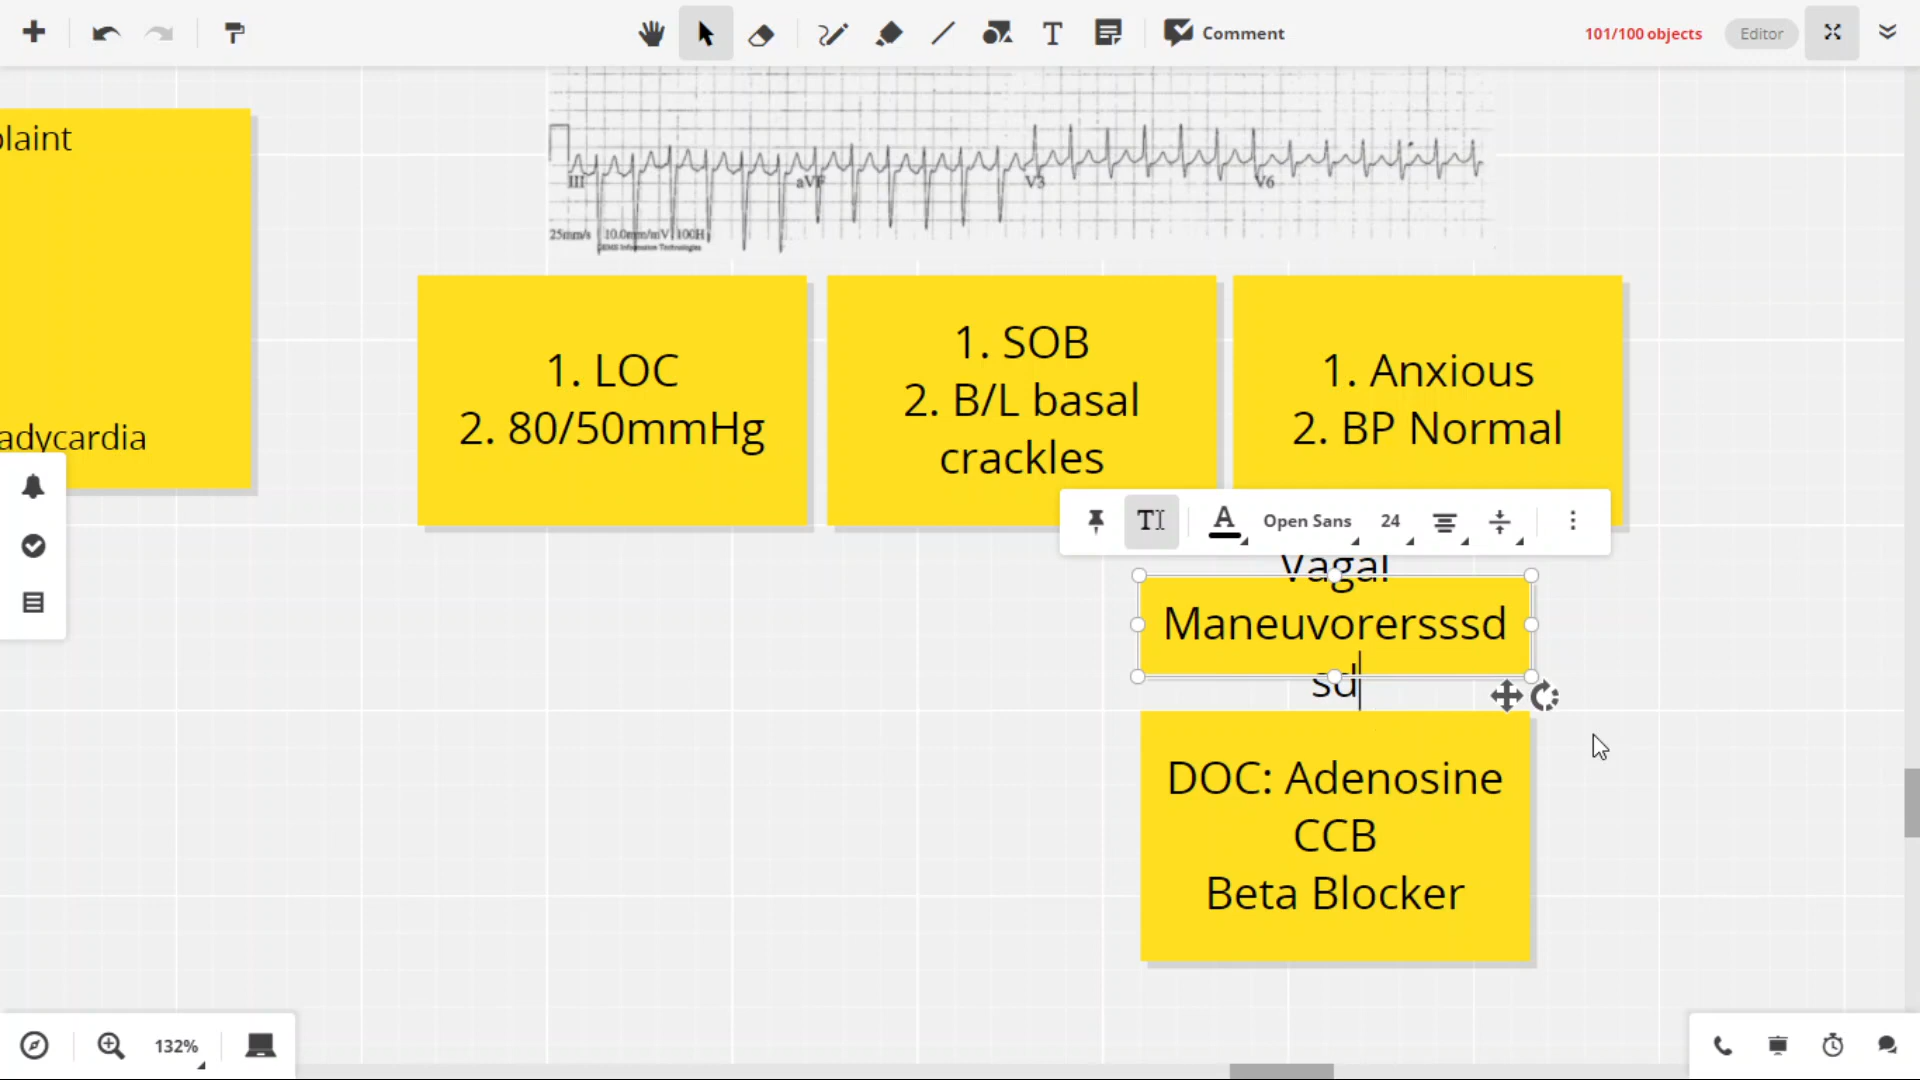 Comment
101/100 objects
Editor
plaint
adycardia
III
aVF
V3
V6
25mm/s 10.0mm/mV 100H
1. LOC
2. 80/50mmHg
1. SOB
2. B/L basal
crackles
1. Anxious
2. BP Normal
Open Sans
24
Vagal
Maneuvorersssd
sd
DOC: Adenosine
CCB
Beta Blocker
132%